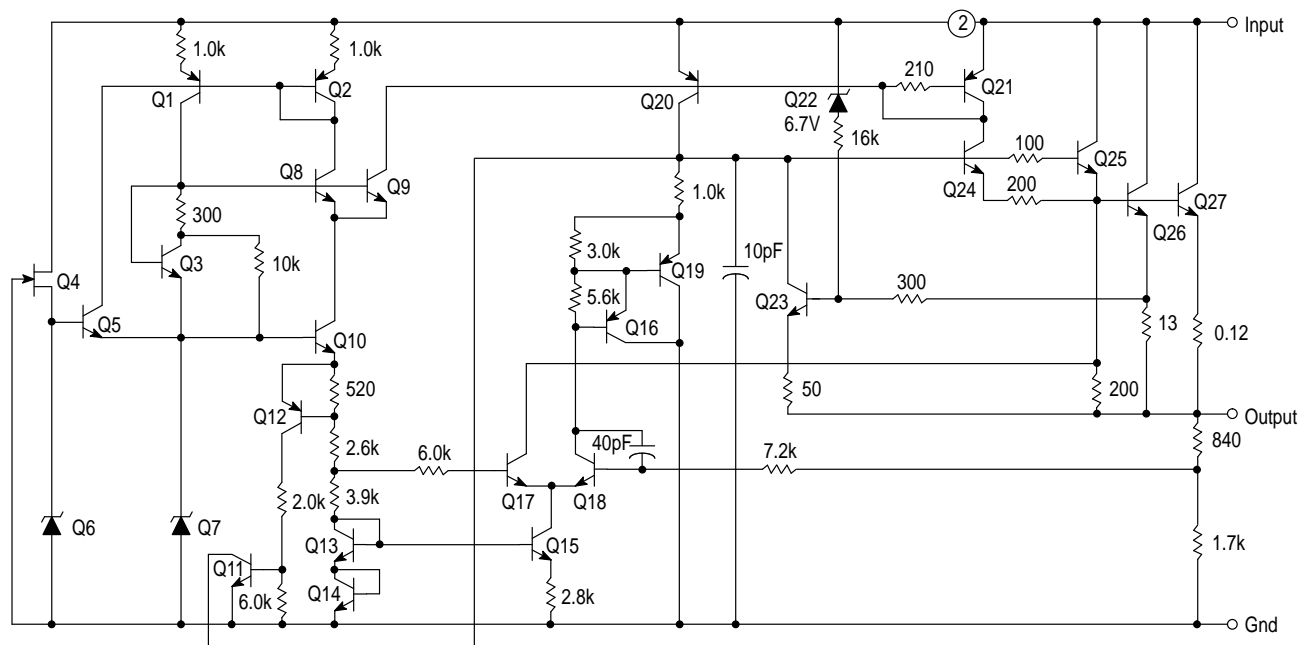 2
Input
1.0k
1.0k
Q1
Q2
Q20
Q22
6.7V
210
Q21
16k
Q8
Q9
100
Q25
Q24
200
Q26
Q27
300
1.0k
Q3
10k
3.0k
Q19
10pF
Q4
Q5
5.6k
Q16
Q23
300
13
0.12
Q10
520
50
200
Output
Q12
2.6k
40pF
7.2k
840
6.0k
Q17
Q18
2.0k
3.9k
Q6
Q7
Q13
Q15
1.7k
Q11
6.0k
Q14
2.8k
Gnd